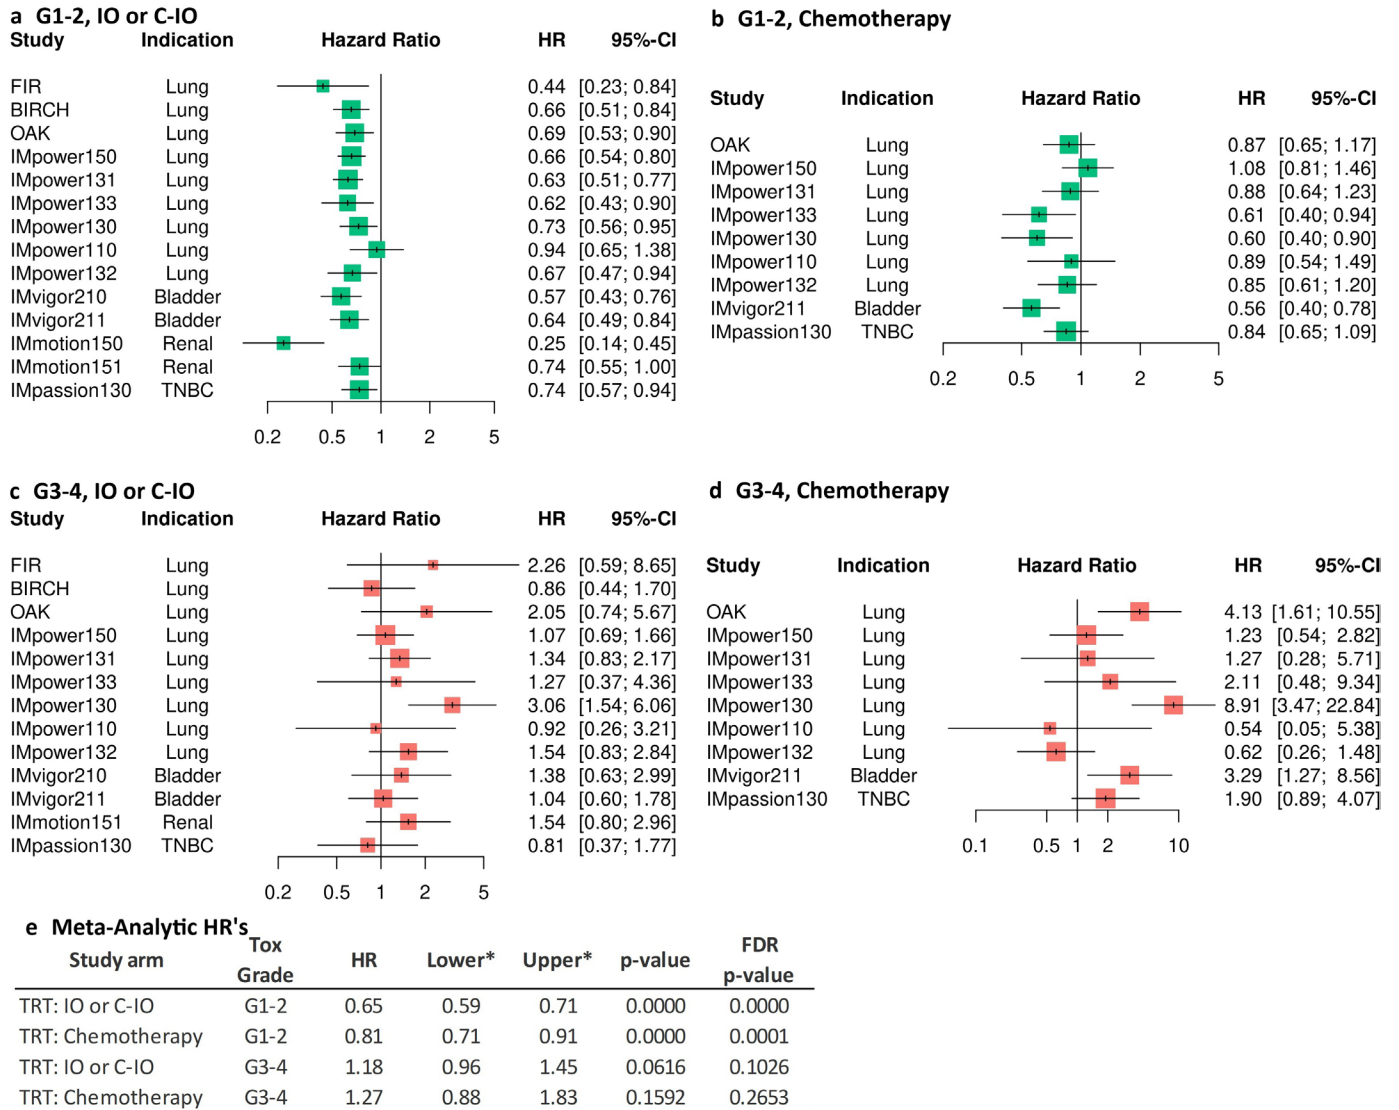 a G1-2, IO or C-IO
Study Indication Hazard Ratio HR 95%-CI
FIR Lung 0.44 [0.23; 0.84]
BIRCH Lung 0.66 [0.51; 0.84]
OAK Lung 0.69 [0.53; 0.90]
IMpower150 Lung 0.66 [0.54; 0.80]
IMpower131 Lung 0.63 [0.51; 0.77]
IMpower133 Lung 0.62 [0.43; 0.90]
IMpower130 Lung 0.73 [0.56; 0.95]
IMpower110 Lung 0.94 [0.65; 1.38]
IMpower132 Lung 0.67 [0.47; 0.94]
IMvigor210 Bladder 0.57 [0.43; 0.76]
IMvigor211 Bladder 0.64 [0.49; 0.84]
IMmotion150 Renal 0.25 [0.14; 0.45]
IMmotion151 Renal 0.74 [0.55; 1.00]
IMpassion130 TNBC 0.74 [0.57; 0.94]
0.2 0.5 1 2 5
b G1-2, Chemotherapy
Study Indication Hazard Ratio HR 95%-CI
OAK Lung 0.87 [0.65; 1.17]
IMpower150 Lung 1.08 [0.81; 1.46]
IMpower131 Lung 0.88 [0.64; 1.23]
IMpower133 Lung 0.61 [0.40; 0.94]
IMpower130 Lung 0.60 [0.40; 0.90]
IMpower110 Lung 0.89 [0.54; 1.49]
IMpower132 Lung 0.85 [0.61; 1.20]
IMvigor211 Bladder 0.56 [0.40; 0.78]
IMpassion130 TNBC 0.84 [0.65; 1.09]
0.2 0.5 1 2 5
c G3-4, IO or C-IO
Study Indication Hazard Ratio HR 95%-CI
FIR Lung 2.26 [0.59; 8.65]
BIRCH Lung 0.86 [0.44; 1.70]
OAK Lung 2.05 [0.74; 5.67]
IMpower150 Lung 1.07 [0.69; 1.66]
IMpower131 Lung 1.34 [0.83; 2.17]
IMpower133 Lung 1.27 [0.37; 4.36]
IMpower130 Lung 3.06 [1.54; 6.06]
IMpower110 Lung 0.92 [0.26; 3.21]
IMpower132 Lung 1.54 [0.83; 2.84]
IMvigor210 Bladder 1.38 [0.63; 2.99]
IMvigor211 Bladder 1.04 [0.60; 1.78]
IMmotion151 Renal 1.54 [0.80; 2.96]
IMpassion130 TNBC 0.81 [0.37; 1.77]
0.2 0.5 1 2 5
d G3-4, Chemotherapy
Study Indication Hazard Ratio HR 95%-CI
OAK Lung 4.13 [1.61; 10.55]
IMpower150 Lung 1.23 [0.54; 2.82]
IMpower131 Lung 1.27 [0.28; 5.71]
IMpower133 Lung 2.11 [0.48; 9.34]
IMpower130 Lung 8.91 [3.47; 22.84]
IMpower110 Lung 0.54 [0.05; 5.38]
IMpower132 Lung 0.62 [0.26; 1.48]
IMvigor211 Bladder 3.29 [1.27; 8.56]
IMpassion130 TNBC 1.90 [0.89; 4.07]
0.1 0.5 1 2 10
e Meta-Analytic HR's
Study arm Tox Grade HR Lower* Upper* p-value FDR p-value
TRT: IO or C-IO G1-2 0.65 0.59 0.71 0.0000 0.0000
TRT: Chemotherapy G1-2 0.81 0.71 0.91 0.0000 0.0001
TRT: IO or C-IO G3-4 1.18 0.96 1.45 0.0616 0.1026
TRT: Chemotherapy G3-4 1.27 0.88 1.83 0.1592 0.2653